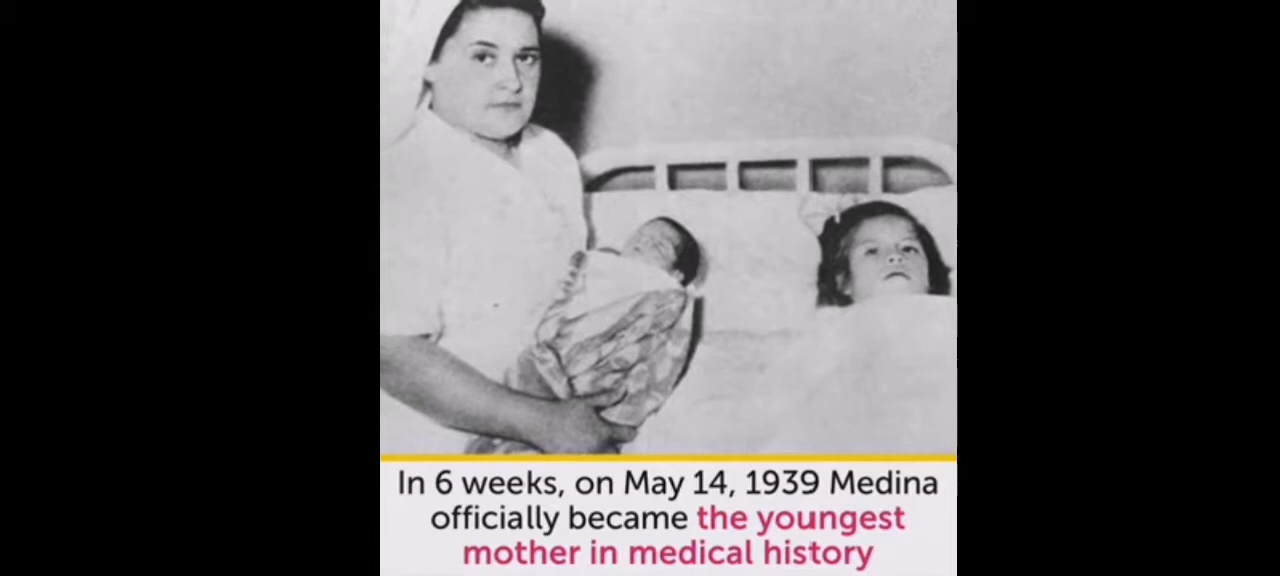 In 6 weeks, on May 14, 1939 Medina
officially became the youngest
mother in medical history